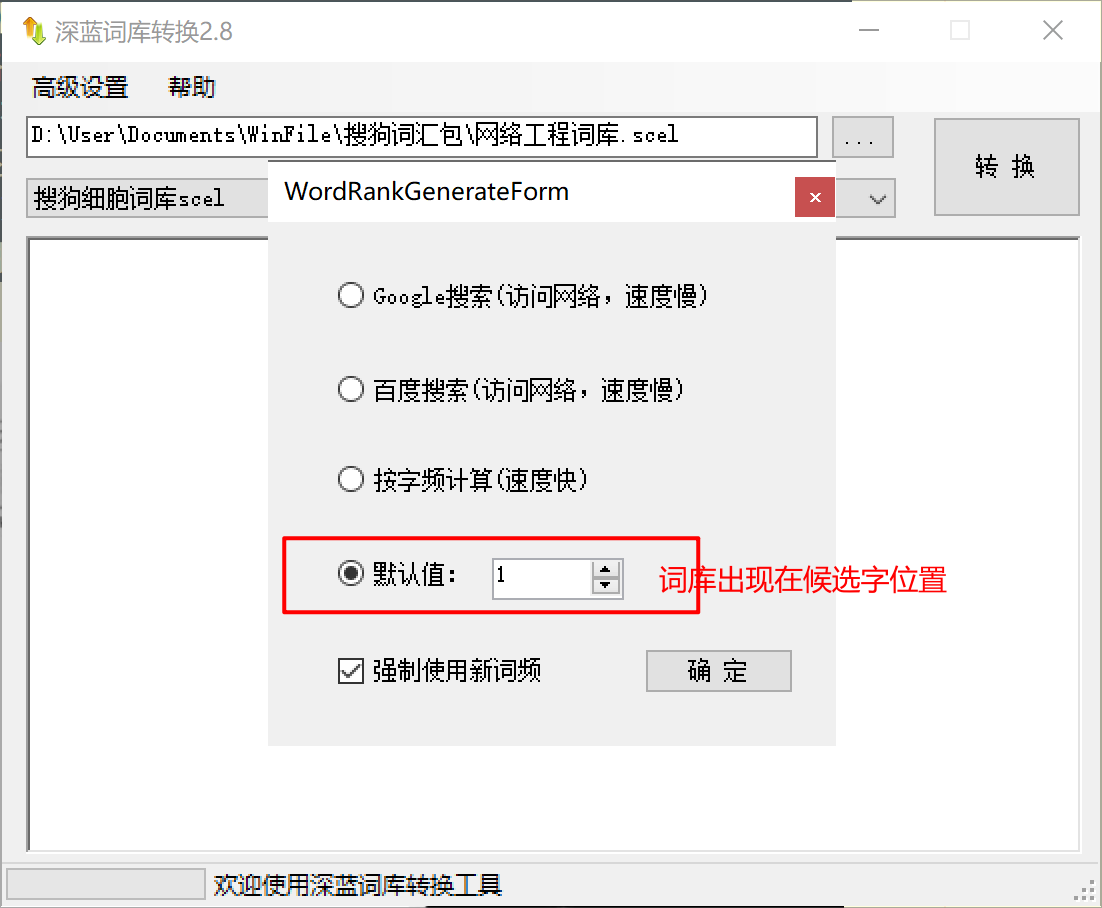 深蓝词库转换2.8
高级设置 帮助
D:\User\Documents\WinFile\搜狗词汇包\网络工程词库.scel
...
转 换
搜狗细胞词库scel
WordRankGenerateForm
Google搜索(访问网络，速度慢)
百度搜索(访问网络，速度慢)
按字频计算(速度快)
默认值： 1
词库出现在候选字位置
强制使用新词频
确 定
欢迎使用深蓝词库转换工具